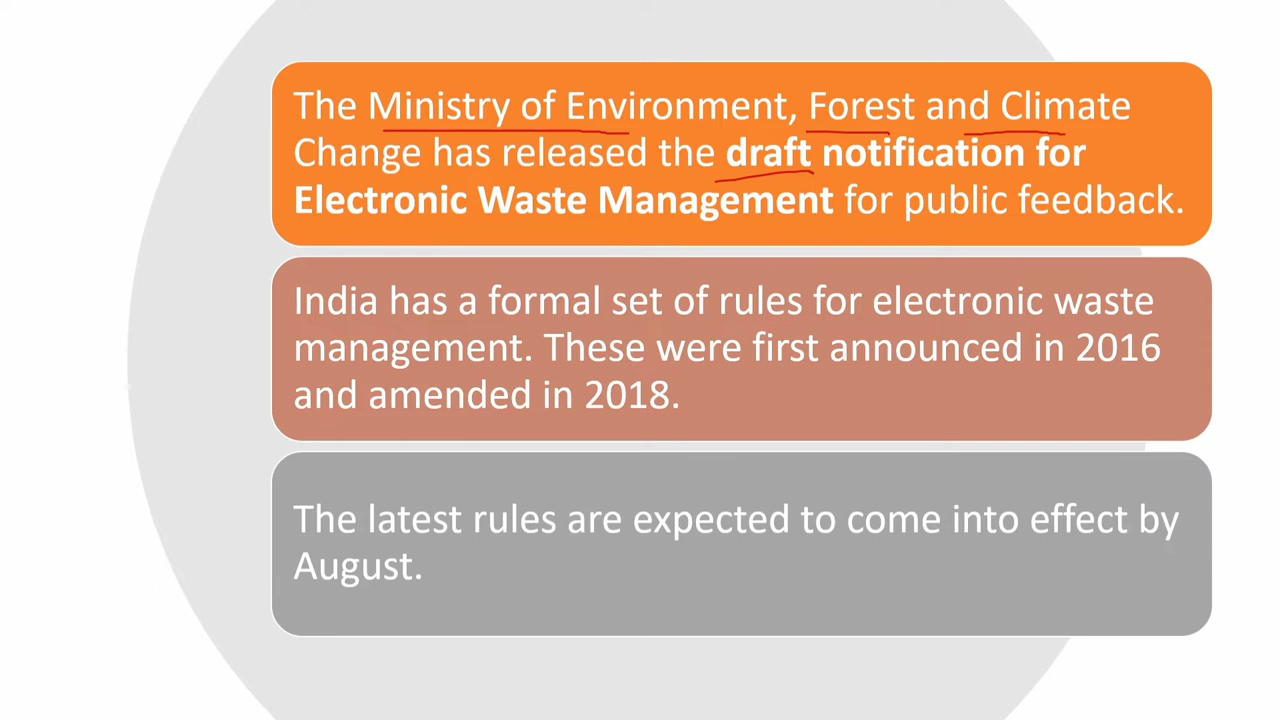 The Ministry of Environment, Forest and Climate
Change has released the draft notification for
Electronic Waste Management for public feedback.
India has a formal set of rules for electronic waste
management. These were first announced in 2016
and amended in 2018.
The latest rules are expected to come into effect by
August.